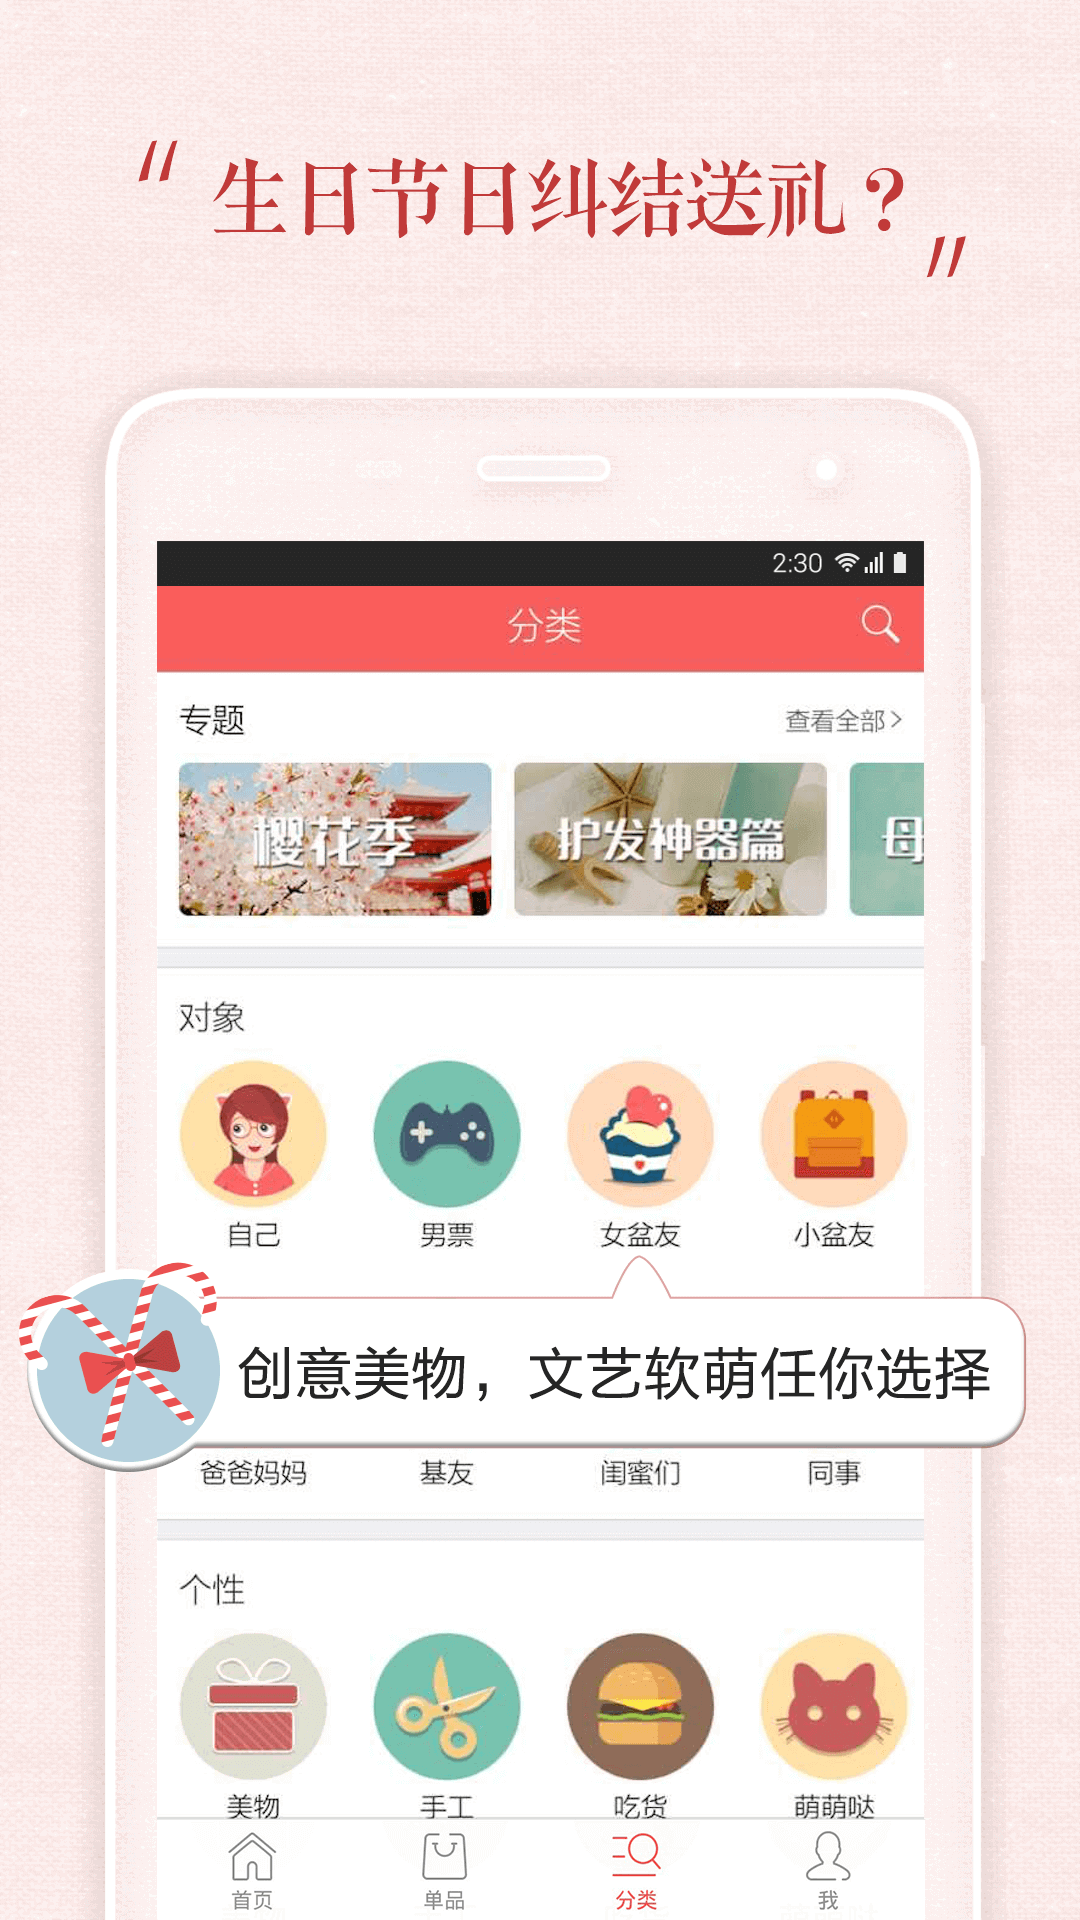 “生日节日纠结送礼？”
2:30
分类
专题
查看全部>
樱花季
护发神器篇
母
对象
自己
男票
女盆友
小盆友
创意美物，文艺软萌任你选择
爸爸妈妈
基友
闺蜜们
同事
个性
美物
手工
吃货
萌萌哒
首页
单品
分类
我